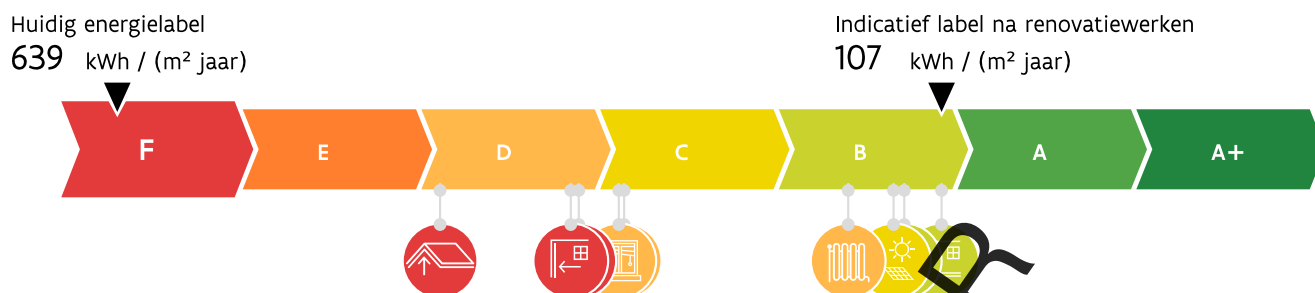 Huidig energielabel
639 kWh / (m² jaar)
Indicatief label na renovatiewerken
107 kWh / (m² jaar)
F E D C B A A+
R